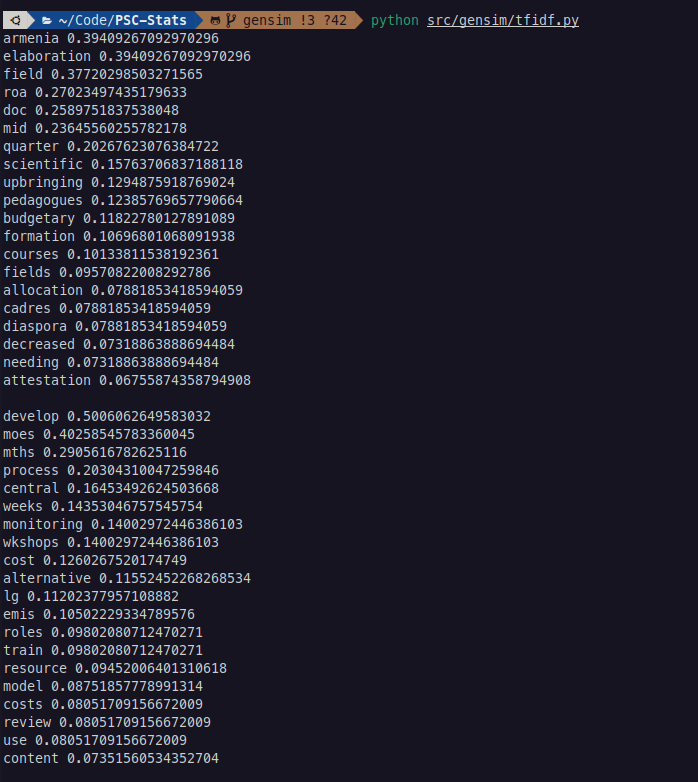 ~/Code/PSC-Stats gensim !3 ?42 python src/gensim/tfidf.py
armenia 0.39409267092970296
elaboration 0.39409267092970296
field 0.37720298503271565
roa 0.27023497435179633
doc 0.2589751837538048
mid 0.23645560255782178
quarter 0.20267623076384722
scientific 0.15763706837188118
upbringing 0.1294875918769024
pedagogues 0.12385769657790664
budgetary 0.11822780127891089
formation 0.10696801068091938
courses 0.10133811538192361
fields 0.09570822008292786
allocation 0.07881853418594059
cadres 0.07881853418594059
diaspora 0.07881853418594059
decreased 0.07318863888694484
needing 0.07318863888694484
attestation 0.06755874358794908

develop 0.5006062649583032
moes 0.40258545783360045
mths 0.2905616782625116
process 0.20304310047259846
central 0.16453492624503668
weeks 0.14353046757545754
monitoring 0.14002972446386103
wkshops 0.14002972446386103
cost 0.1260267520174749
alternative 0.11552452268268534
lg 0.11202377957108882
emis 0.10502229334789576
roles 0.09802080712470271
train 0.09802080712470271
resource 0.09452006401310618
model 0.08751857778991314
costs 0.08051709156672009
review 0.08051709156672009
use 0.08051709156672009
content 0.07351560534352704